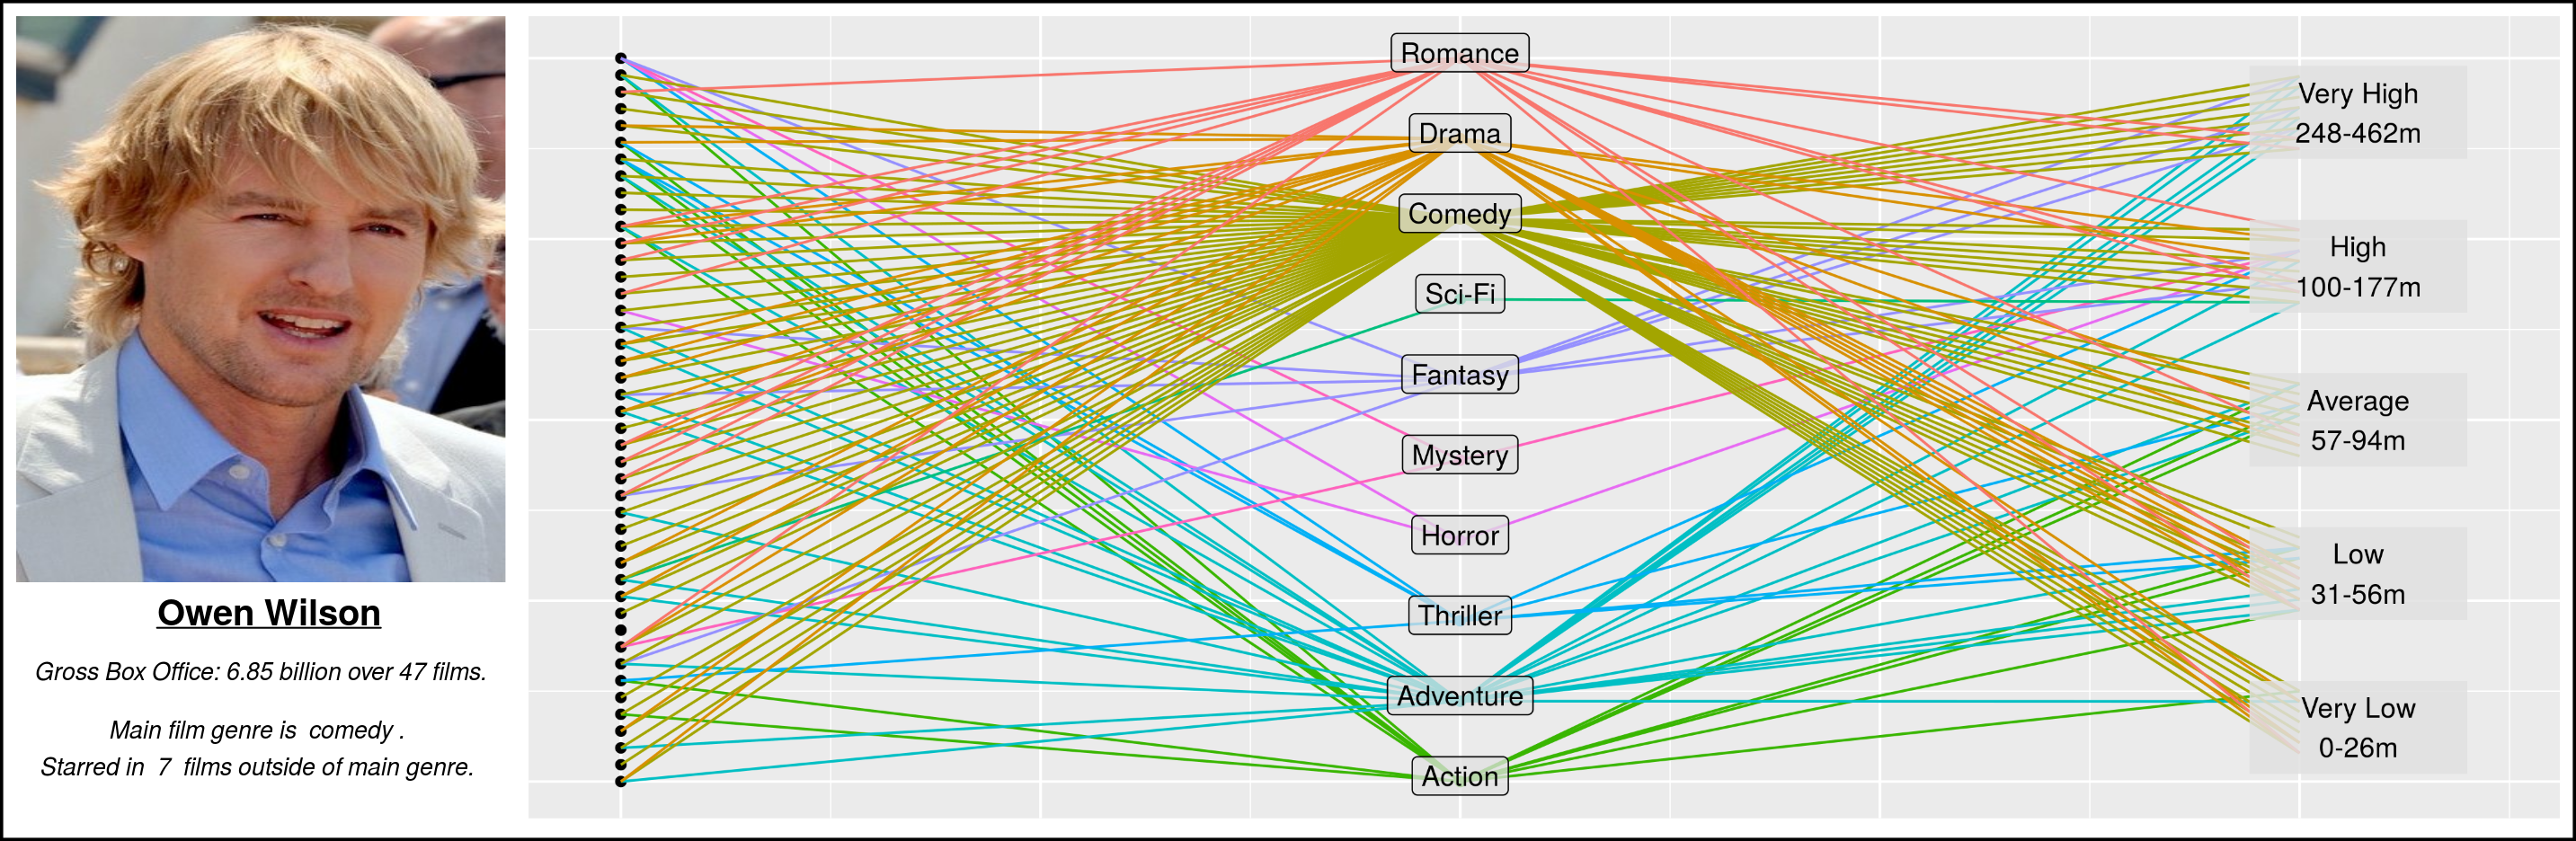 Owen Wilson
Gross Box Office: 6.85 billion over 47 films.
Main film genre is  comedy .
Starred in  7  films outside of main genre.
Romance
Drama
Comedy
Sci-Fi
Fantasy
Mystery
Horror
Thriller
Adventure
Action
Very High
248-462m
High
100-177m
Average
57-94m
Low
31-56m
Very Low
0-26m